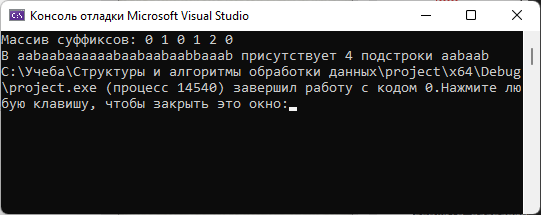 Консоль отладки Microsoft Visual Studio
Массив суффиксов: 0 1 0 1 2 0
В aabaabaaaaaabaabaabaabbaaab присутствует 4 подстроки aabaab
C:\Учеба\Структуры и алгоритмы обработки данных\project\x64\Debug
\project.exe (процесс 14540) завершил работу с кодом 0.Нажмите лю
бую клавишу, чтобы закрыть это окно: